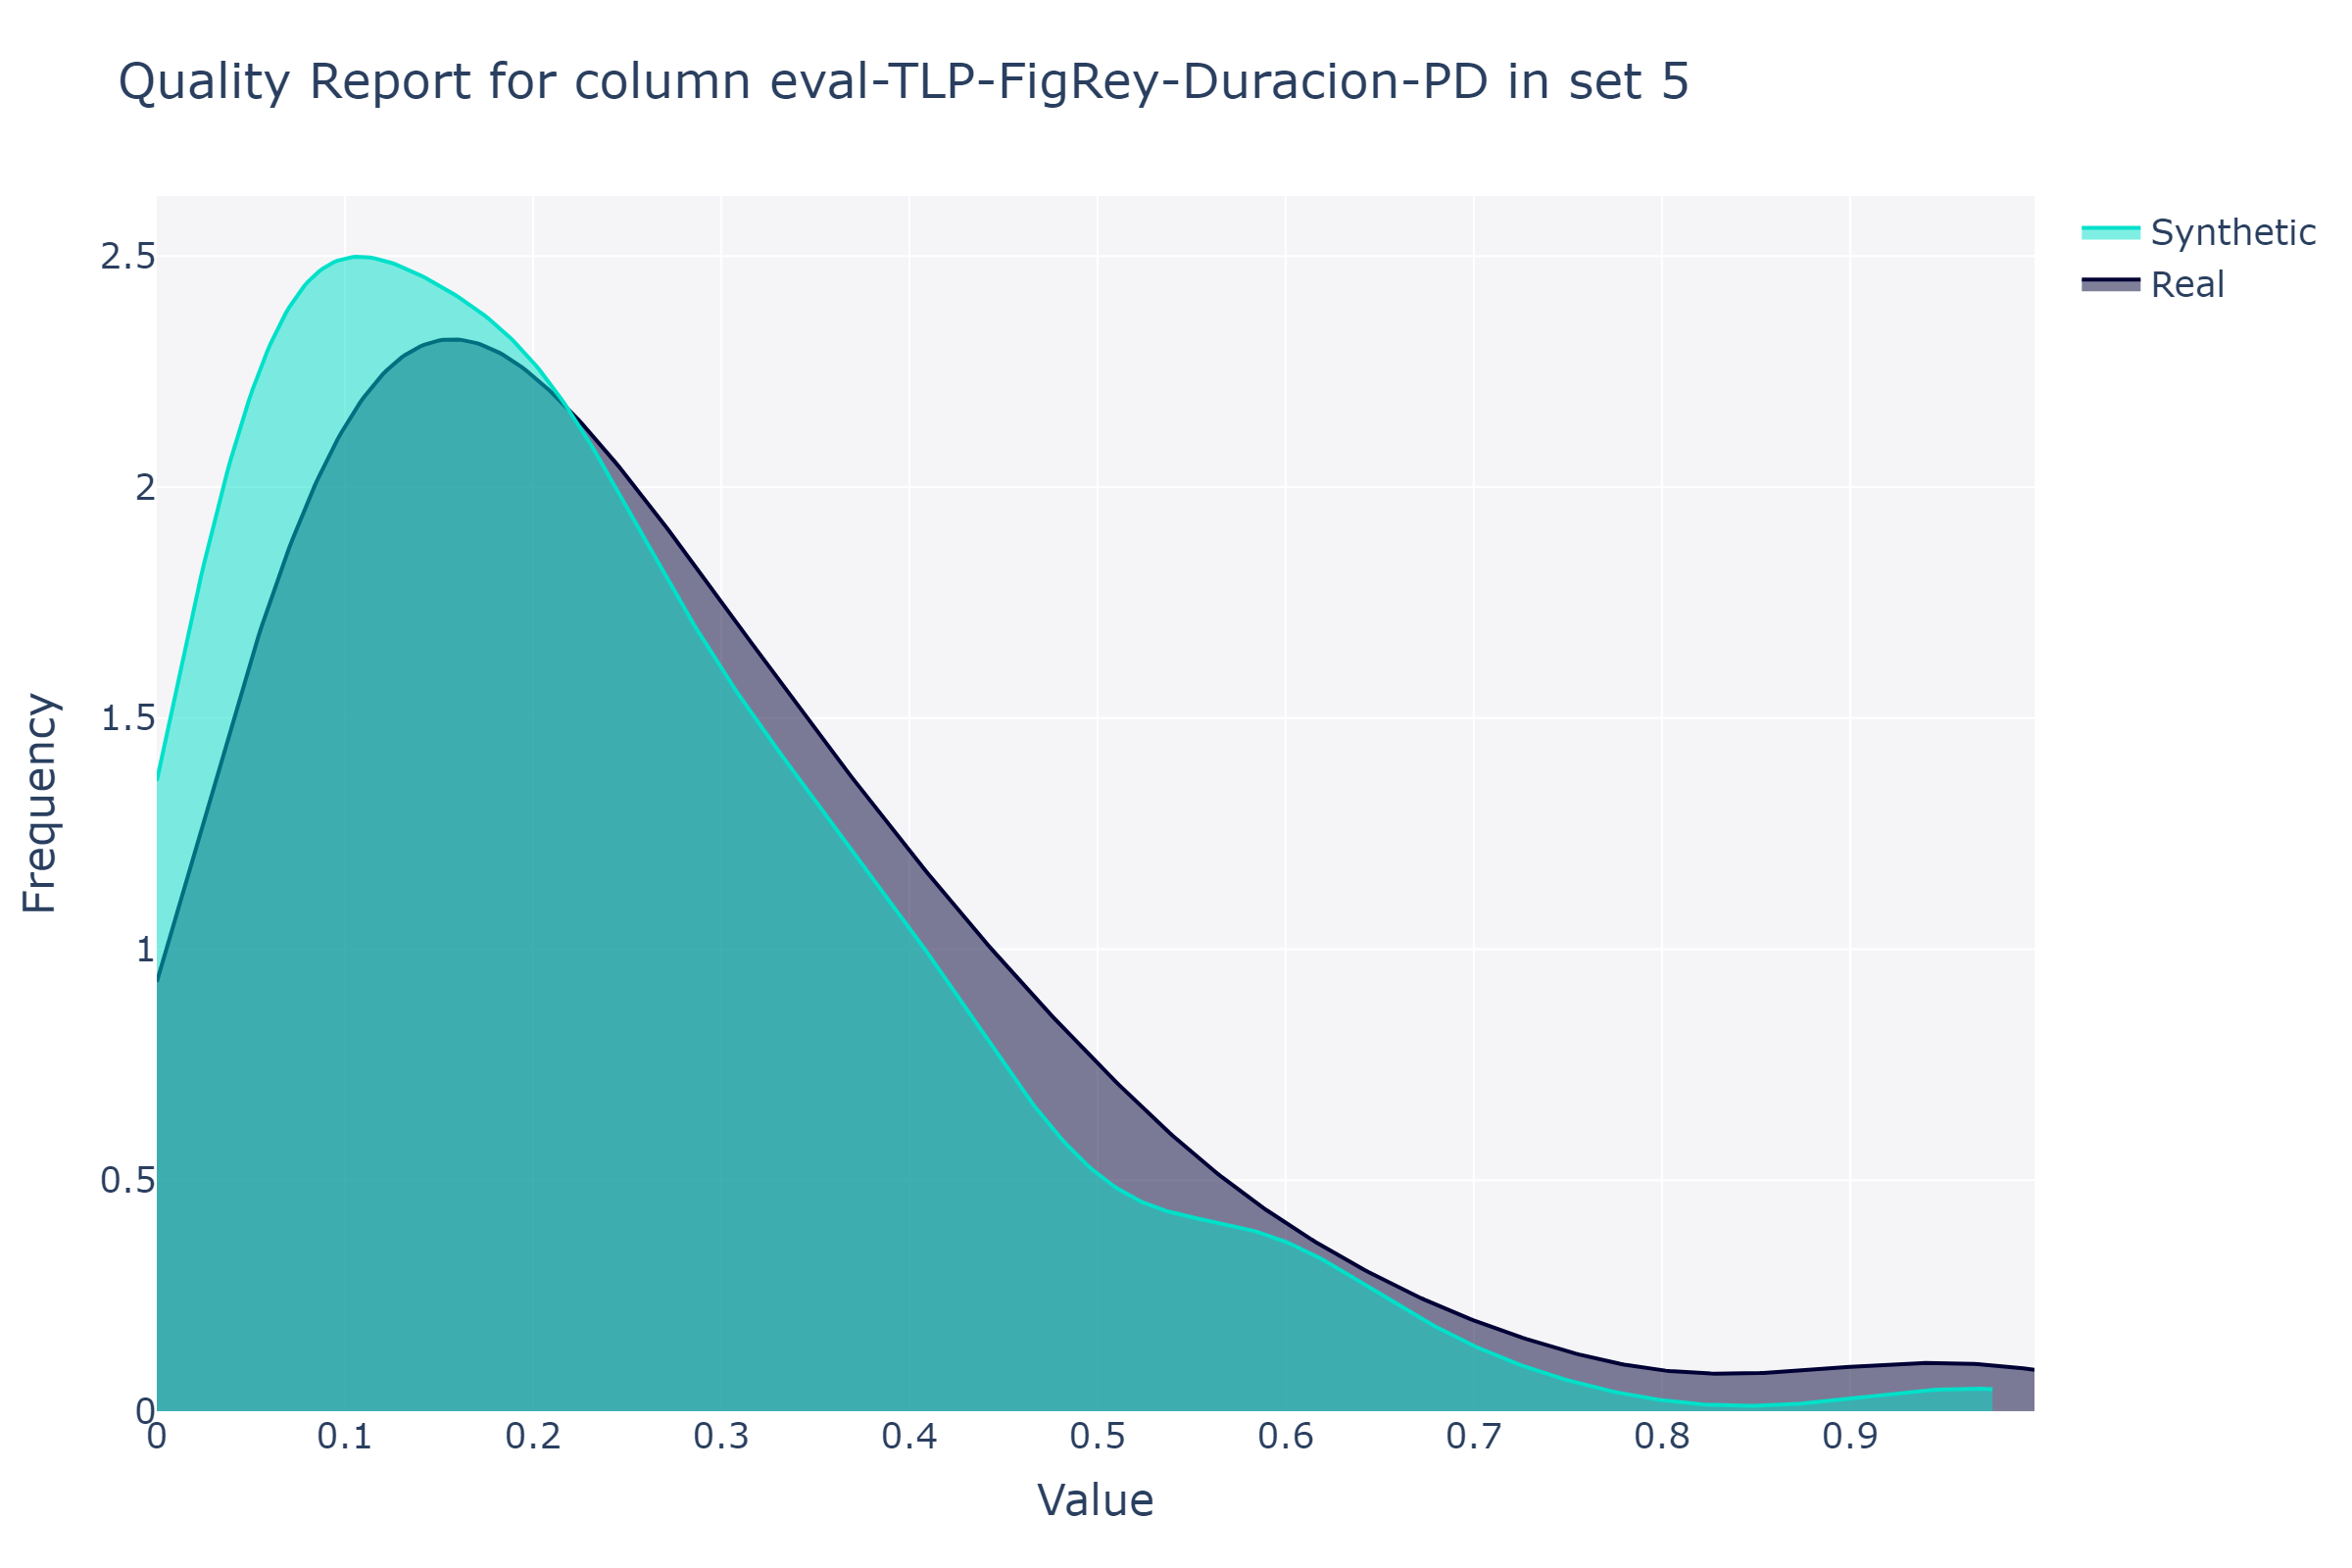 Quality Report for column eval-TLP-FigRey-Duracion-PD in set 5
Synthetic
Real
2.5
2
1.5
1
0.5
0
Frequency
0 0.1 0.2 0.3 0.4 0.5 0.6 0.7 0.8 0.9
Value